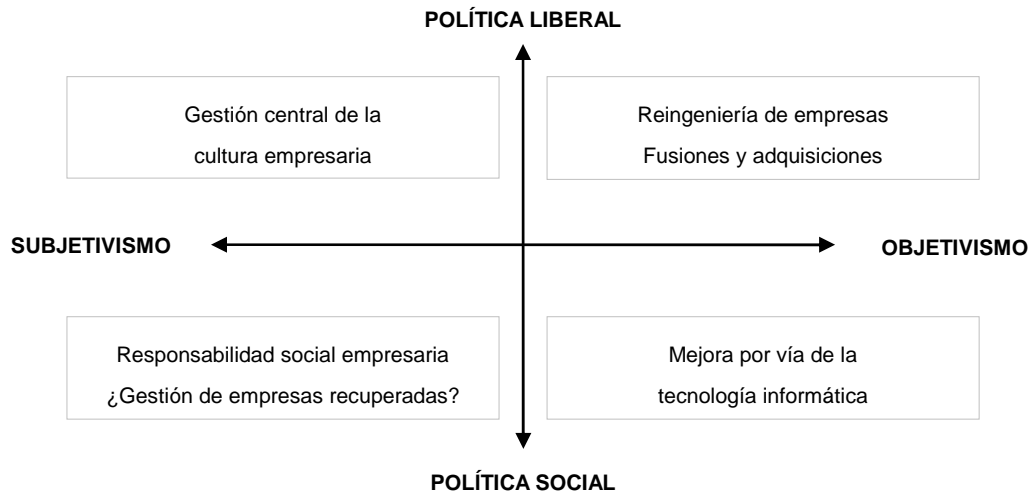 POLÍTICA LIBERAL
Gestión central de la
cultura empresaria
Reingeniería de empresas
Fusiones y adquisiciones
SUBJETIVISMO
OBJETIVISMO
Responsabilidad social empresaria
¿Gestión de empresas recuperadas?
Mejora por vía de la
tecnología informática
POLÍTICA SOCIAL